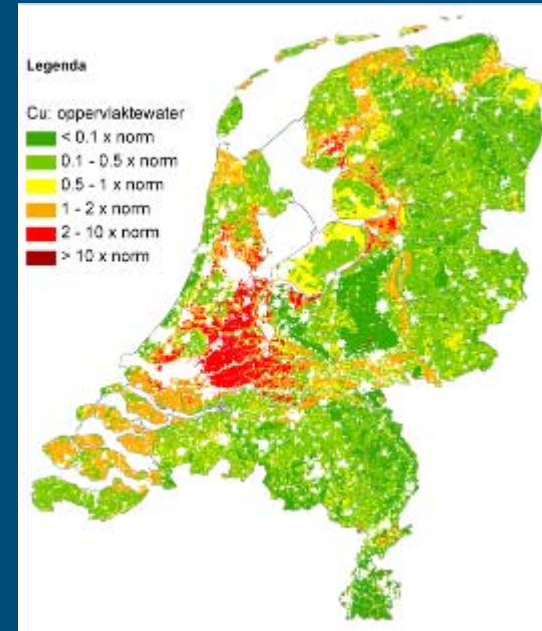 Legenda
Cu: oppervlaktewater
< 0.1 x norm
0.1 - 0.5 x norm
0.5 - 1 x norm
1 - 2 x norm
2 - 10 x norm
> 10 x norm